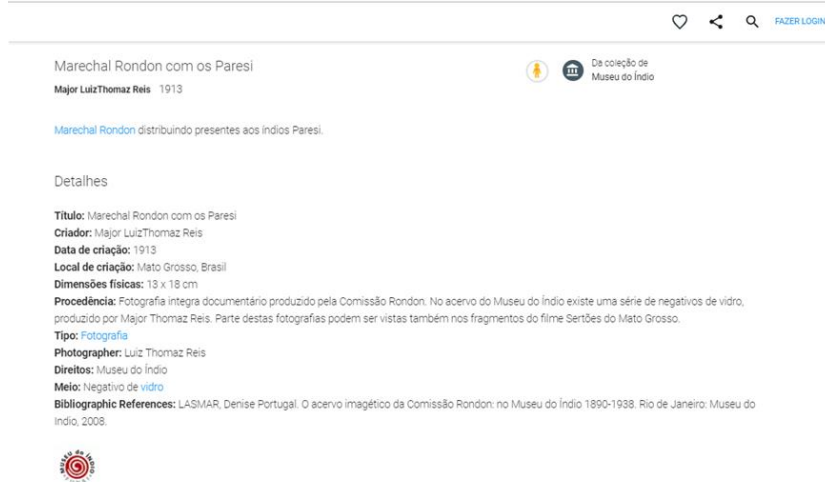 FAZER LOGIN
Marechal Rondon com os Paresi
Major LuizThomaz Reis 1913
Da coleção de
Museu do Índio
Marechal Rondon distribuindo presentes aos índios Paresi.
Detalhes
Título: Marechal Rondon com os Paresi
Criador: Major LuizThomaz Reis
Data de criação: 1913
Local de criação: Mato Grosso, Brasil
Dimensões físicas: 13 x 18 cm
Procedência: Fotografia integra documentário produzido pela Comissão Rondon. No acervo do Museu do Índio existe uma série de negativos de vidro,
produzido por Major Thomaz Reis. Parte destas fotografias podem ser vistas também nos fragmentos do filme Sertões do Mato Grosso.
Tipo: Fotografia
Photographer: Luiz Thomaz Reis
Direitos: Museu do Índio
Meio: Negativo de vidro
Bibliographic References: LASMAR, Denise Portugal. O acervo imagético da Comissão Rondon: no Museu do Índio 1890-1938. Rio de Janeiro: Museu do
Indio, 2008.
MUSEU do ÍNDIO